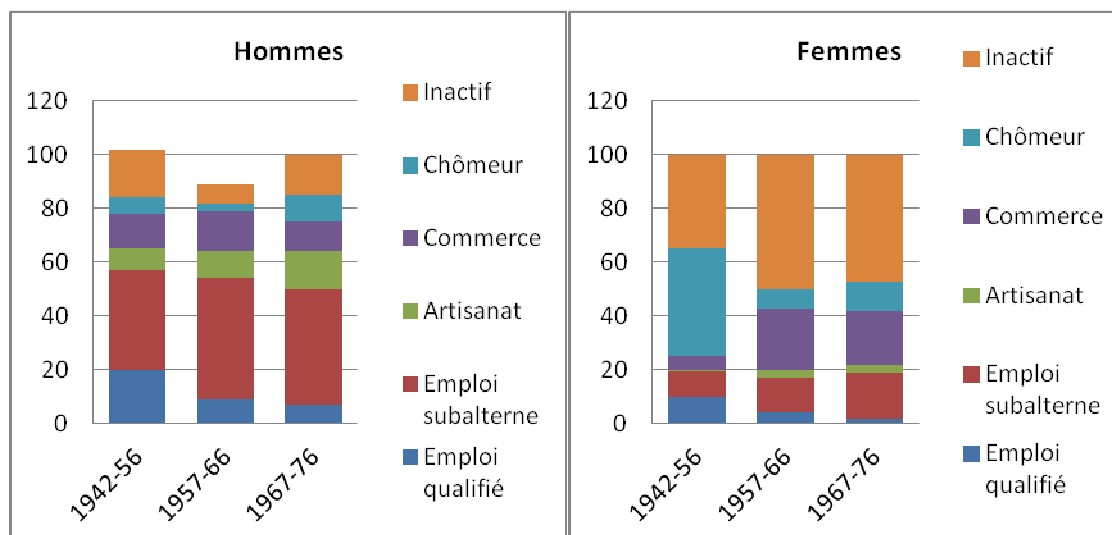 Hommes
120
100
80
60
40
20
0
1942-56
1957-66
1967-76
Inactif
Chômeur
Commerce
Artisanat
Emploi
subalterne
Emploi
qualifié
Femmes
120
100
80
60
40
20
0
1942-56
1957-66
1967-76
Inactif
Chômeur
Commerce
Artisanat
Emploi
subalterne
Emploi
qualifié